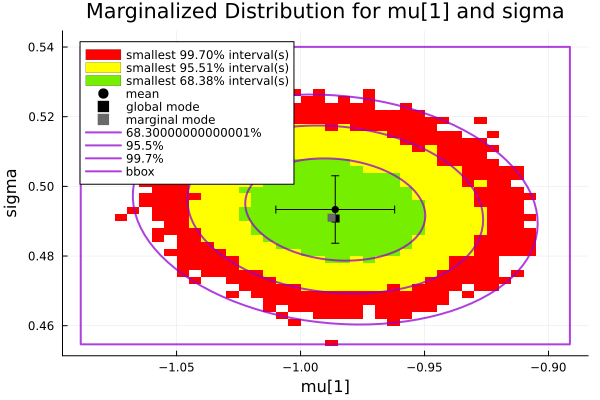 Marginalized Distribution for mu[1] and sigma
smallest 99.70% interval(s)
smallest 95.51% interval(s)
smallest 68.38% interval(s)
mean
global mode
marginal mode
68.30000000000001%
95.5%
99.7%
bbox
0.54
0.52
0.50
0.48
0.46
sigma
−1.05
−1.00
−0.95
−0.90
mu[1]